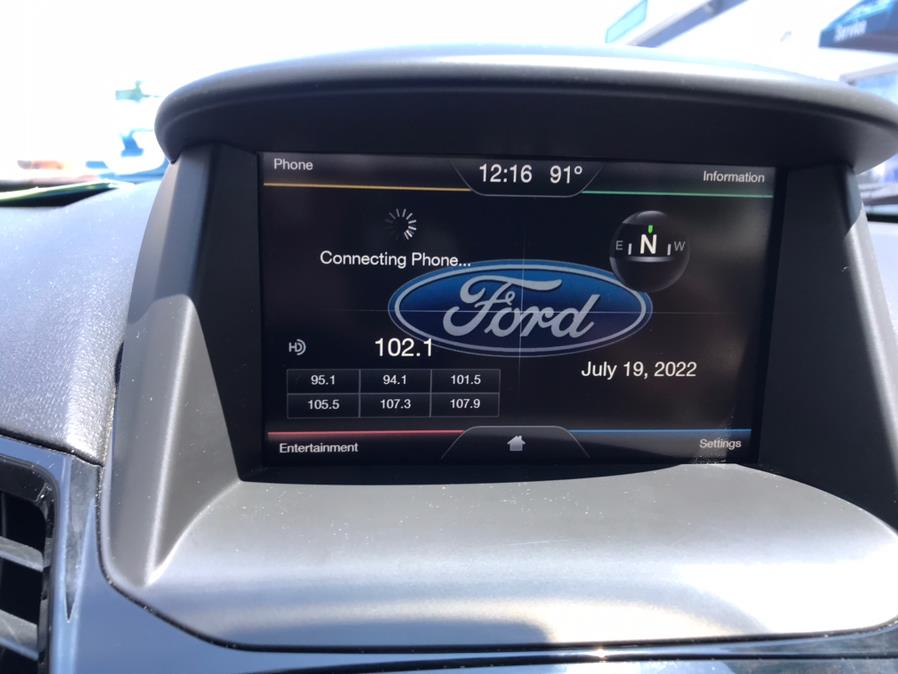 Service
Phone
12:16 91°
Information
Connecting Phone...
E N W
Ford
HD
102.1
95.1 94.1 101.5
105.5 107.3 107.9
July 19, 2022
Entertainment
Settings